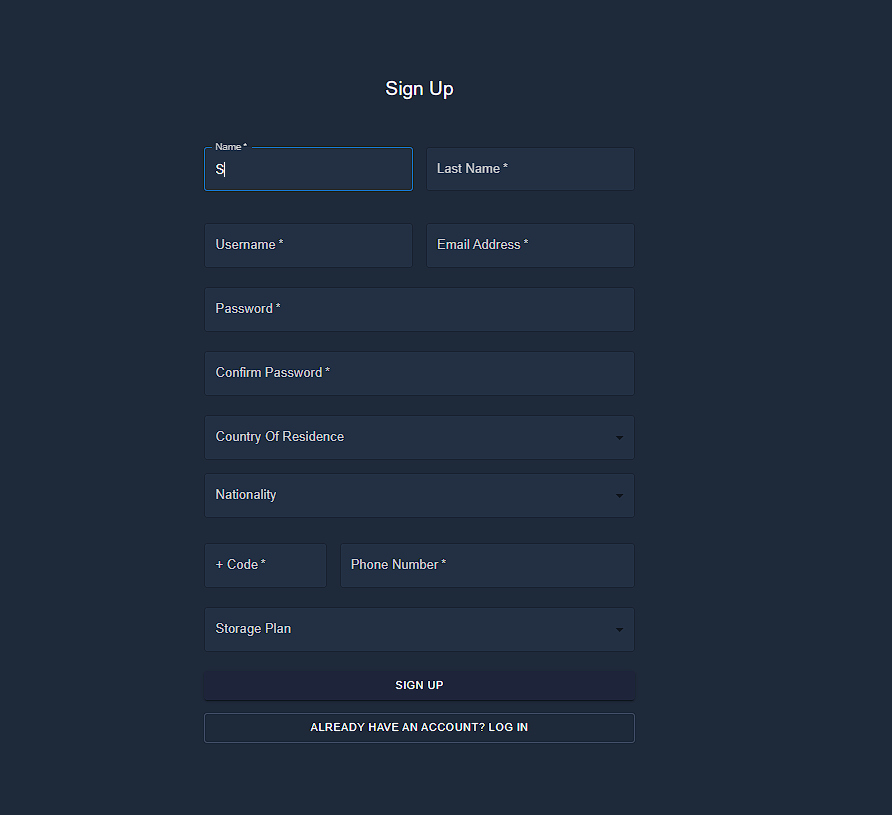 Sign Up
Name *
S
Last Name *
Username *
Email Address *
Password *
Confirm Password *
Country Of Residence
Nationality
+ Code *
Phone Number *
Storage Plan
SIGN UP
ALREADY HAVE AN ACCOUNT? LOG IN